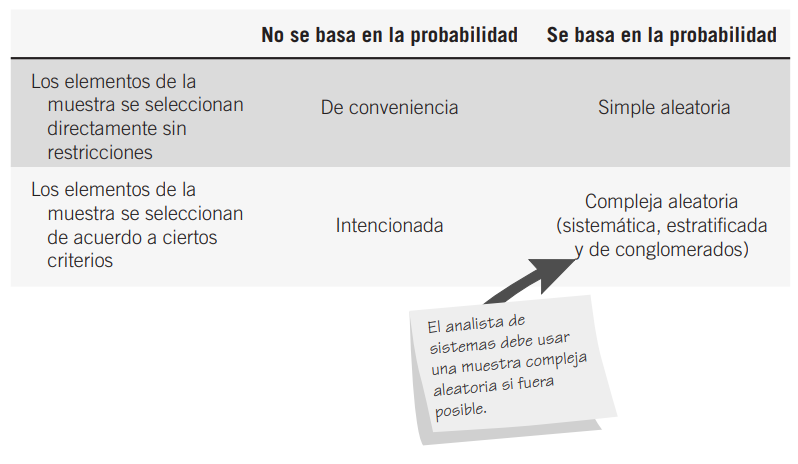 No se basa en la probabilidad
Se basa en la probabilidad
Los elementos de la
muestra se seleccionan
directamente sin
restricciones
De conveniencia
Simple aleatoria
Los elementos de la
muestra se seleccionan
de acuerdo a ciertos
criterios
Intencionada
Compleja aleatoria
(sistemática, estratificada
y de conglomerados)
El analista de
sistemas debe usar
una muestra compleja
aleatoria si fuera
posible.